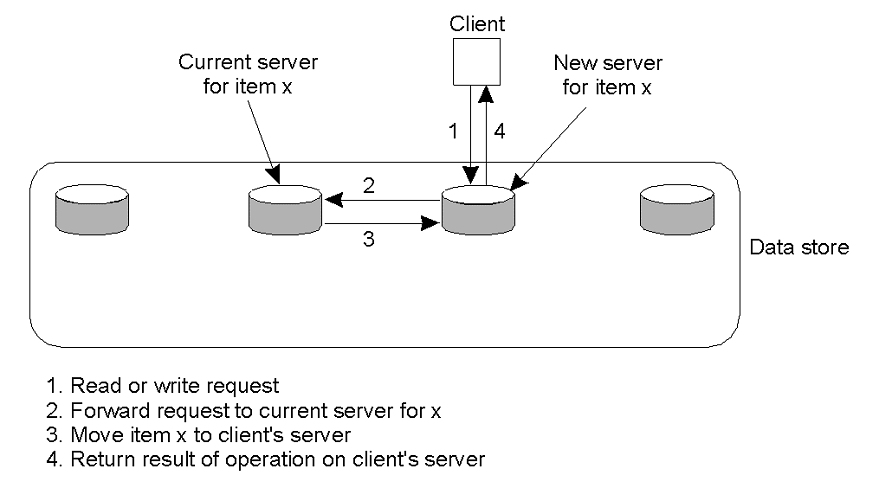 Client
Current server
for item x
New server
for item x
1
4
2
3
Data store
1. Read or write request
2. Forward request to current server for x
3. Move item x to client's server
4. Return result of operation on client's server